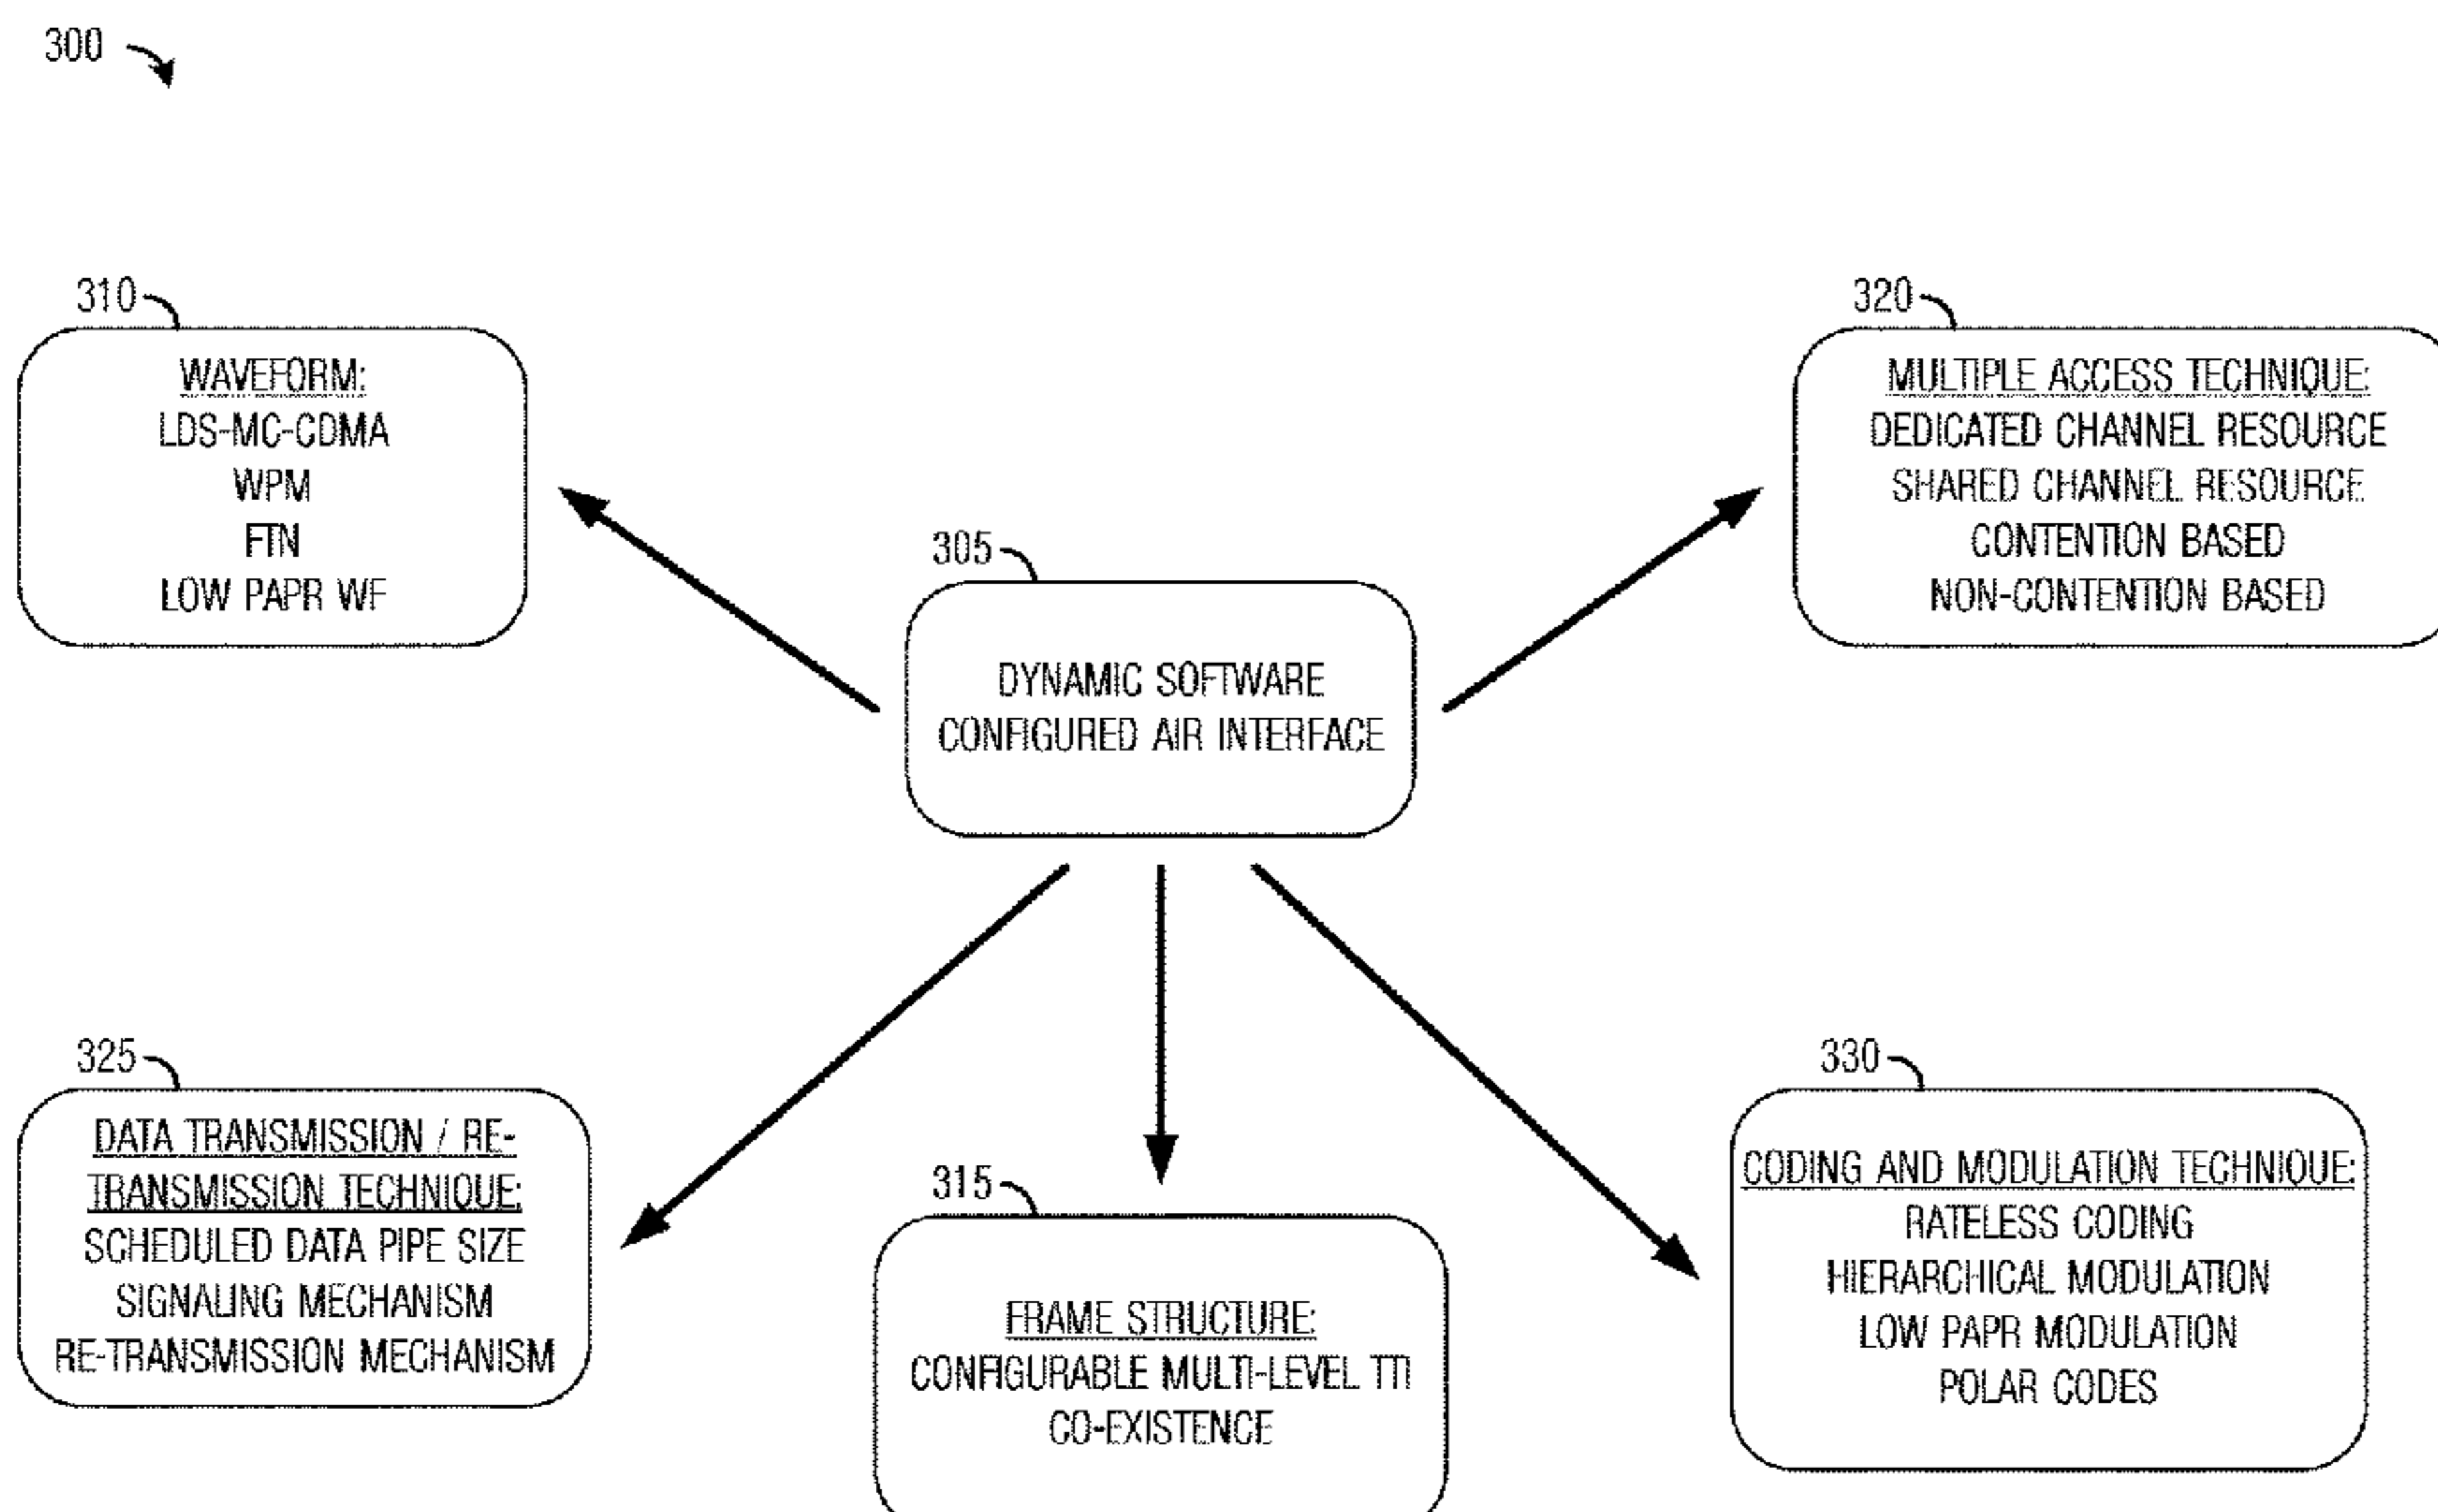 300
310
WAVEFORM:
LDS-MC-CDMA
WPM
FTN
LOW PAPR WF
320
MULTIPLE ACCESS TECHNIQUE:
DEDICATED CHANNEL RESOURCE
SHARED CHANNEL RESOURCE
CONTENTION BASED
NON-CONTENTION BASED
305
DYNAMIC SOFTWARE
CONFIGURED AIR INTERFACE
325
DATA TRANSMISSION / RE-
TRANSMISSION TECHNIQUE:
SCHEDULED DATA PIPE SIZE
SIGNALING MECHANISM
RE-TRANSMISSION MECHANISM
315
FRAME STRUCTURE:
CONFIGURABLE MULTI-LEVEL TTI
CO-EXISTENCE
330
CODING AND MODULATION TECHNIQUE:
RATELESS CODING
HIERARCHICAL MODULATION
LOW PAPR MODULATION
POLAR CODES